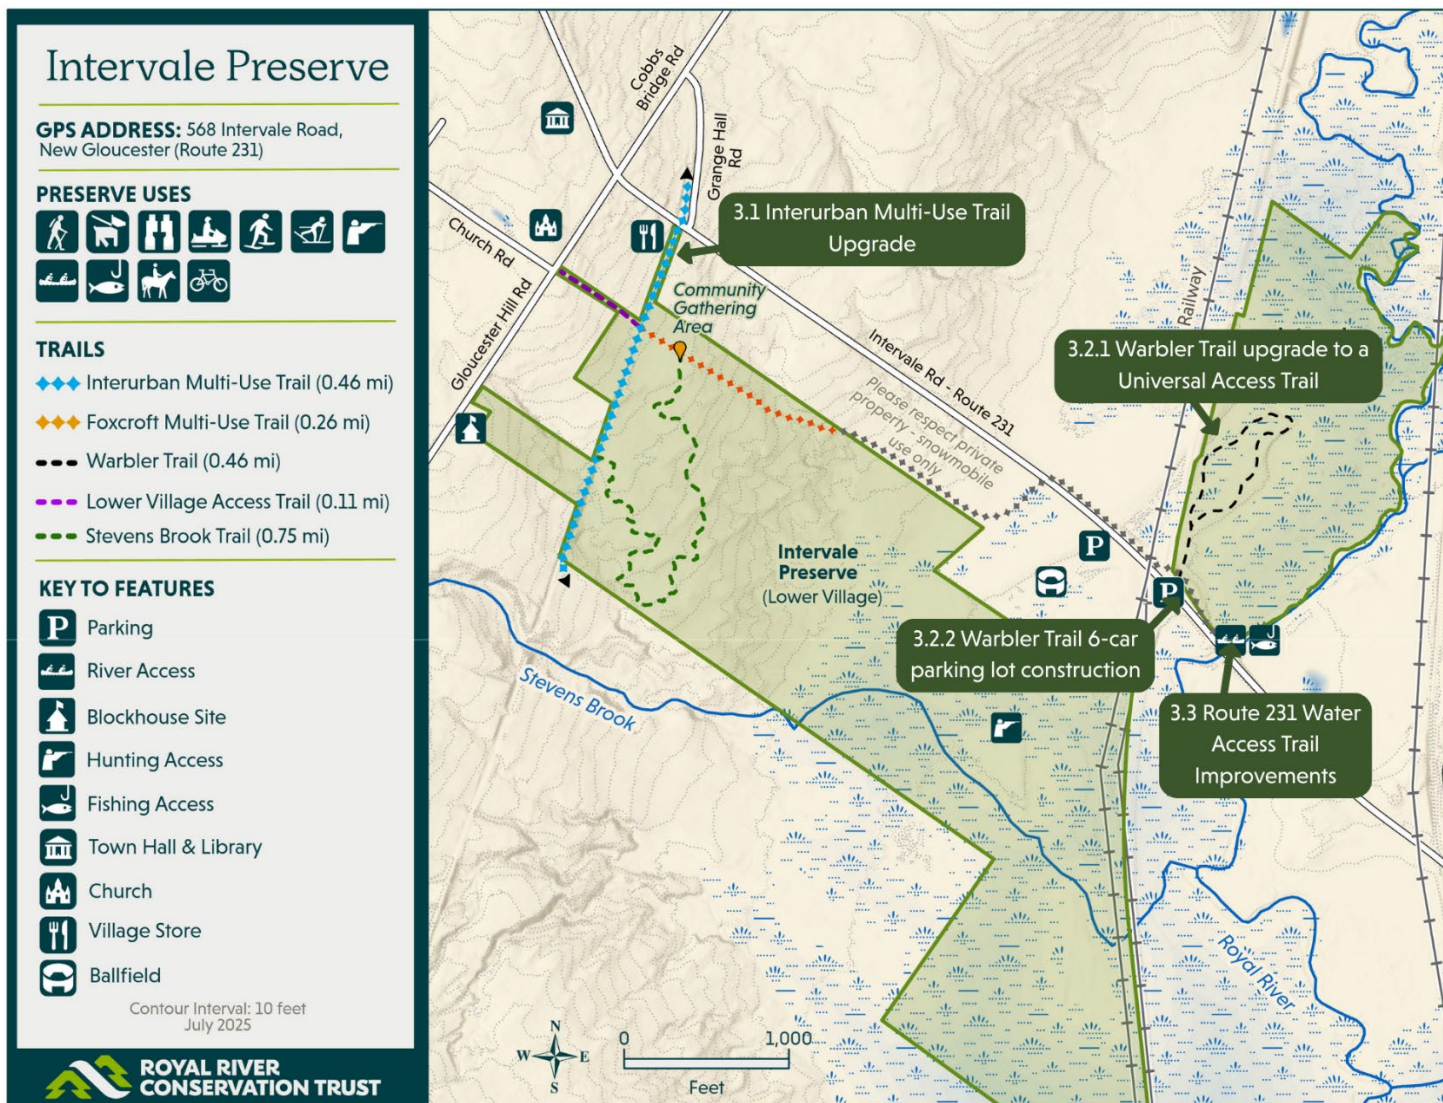 Intervale Preserve
GPS ADDRESS: 568 Intervale Road,
New Gloucester (Route 231)
PRESERVE USES
TRAILS
Interurban Multi-Use Trail (0.46 mi)
Foxcroft Multi-Use Trail (0.26 mi)
Warbler Trail (0.46 mi)
Lower Village Access Trail (0.11 mi)
Stevens Brook Trail (0.75 mi)
KEY TO FEATURES
P Parking
River Access
Blockhouse Site
Hunting Access
Fishing Access
Town Hall & Library
Church
Village Store
Ballfield
Contour Interval: 10 feet
July 2025
ROYAL RIVER
CONSERVATION TRUST
Cobbs
Bridge Rd
Grange Hall
Rd
3.1 Interurban Multi-Use Trail
Upgrade
Church Rd
Gloucester Hill Rd
Community
Gathering
Area
Intervale Rd - Route 231
Please respect private
property - snowmobile
use only
Railway
3.2.1 Warbler Trail upgrade to a
Universal Access Trail
P
P
Intervale
Preserve
(Lower Village)
3.2.2 Warbler Trail 6-car
parking lot construction
3.3 Route 231 Water
Access Trail
Improvements
Stevens Brook
Royal River
N
W E
S
0 1,000
Feet